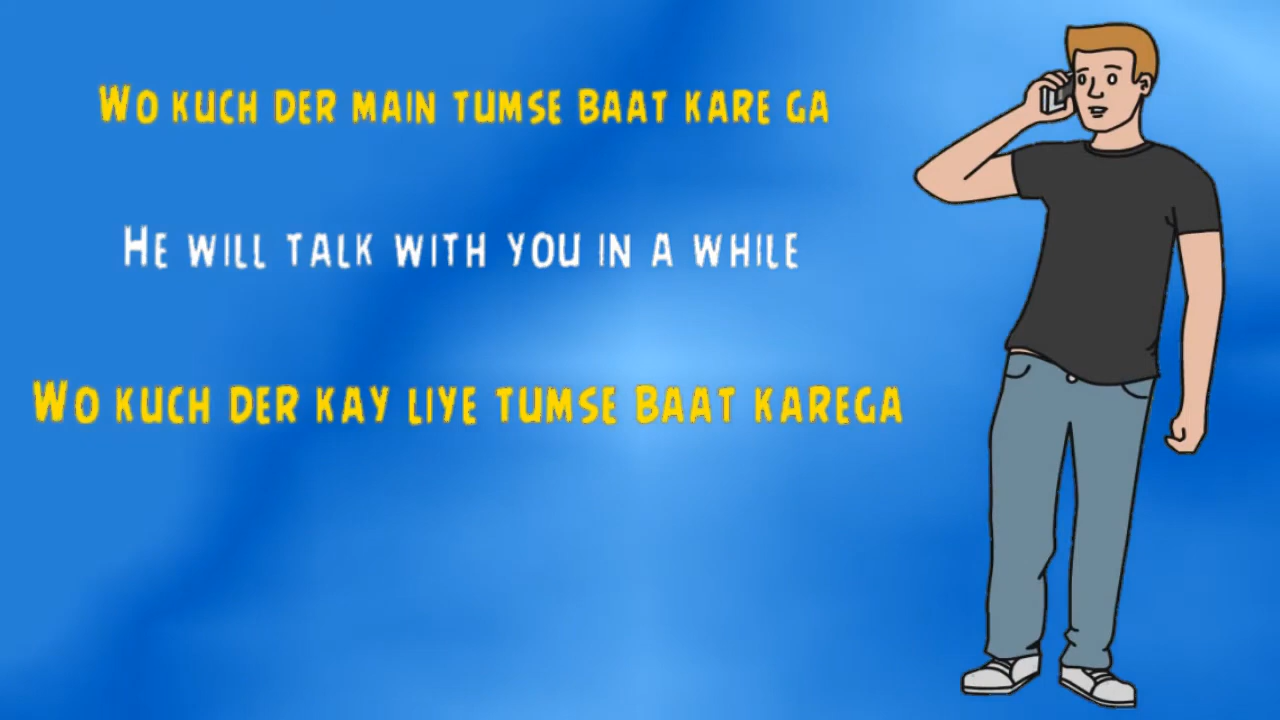 Wo kuch der main tumse baat kare ga
He will talk with you in a while
Wo kuch der kay liye tumse baat karega